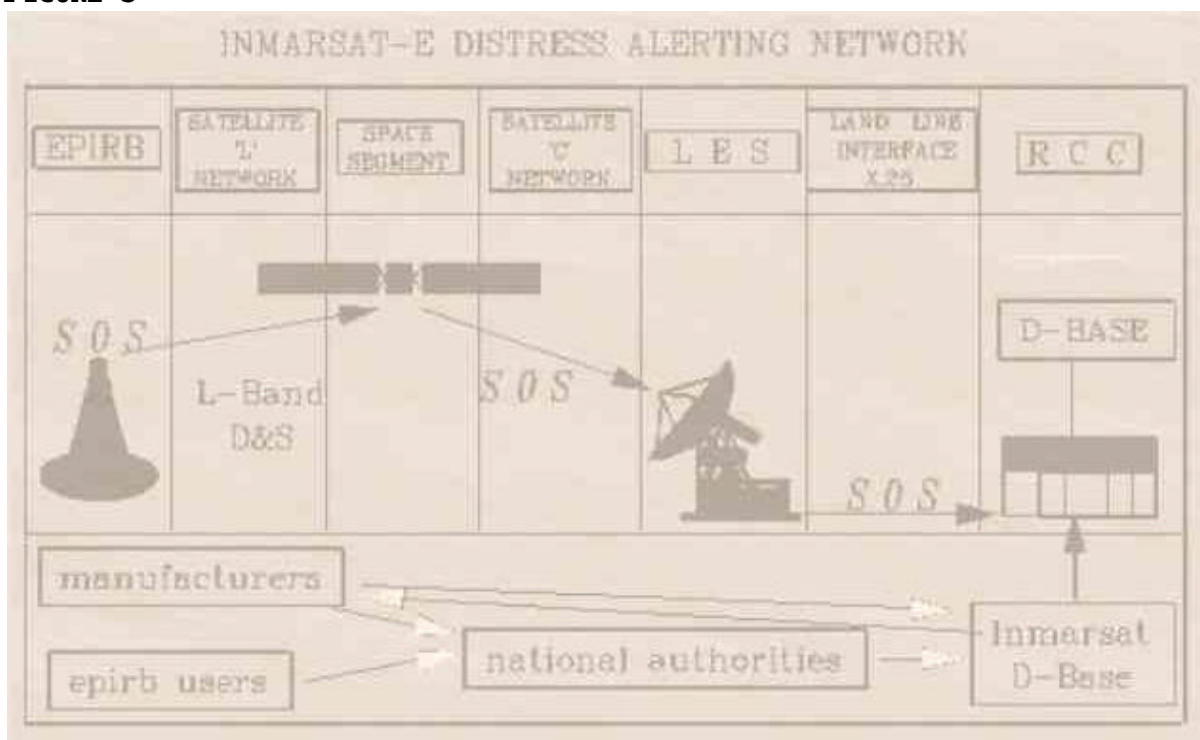 INMARSAT-E DISTRESS ALERTING NETWORK
EPIRB
SATELLITE
'L'
NETWORK
SPACE
SEGMENT
SATELLITE
'C'
NETWORK
L E S
LAND LINE
INTERFACE
X.25
R C C
S O S
L-Band
D&S
S O S
S O S
D-BASE
manufacturers
epirb users
national authorities
Inmarsat
D-Base